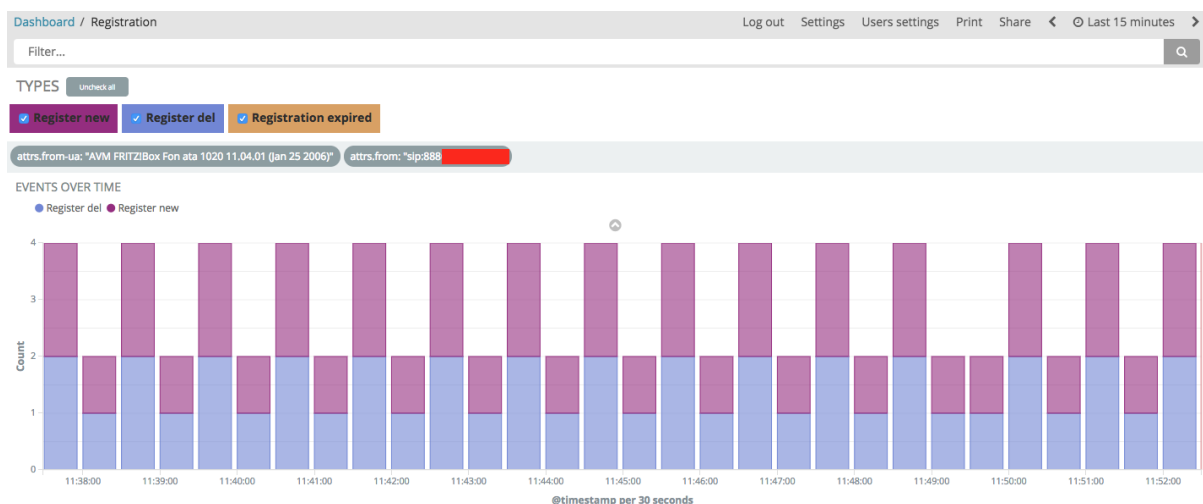 Dashboard / Registration Log out Settings Users settings Print Share Last 15 minutes
Filter...
TYPES Uncheck all
Register new Register del Registration expired
attrs.from-ua: "AVM FRITZ!Box Fon ata 1020 11.04.01 (Jan 25 2006)" attrs.from: "sip:888
EVENTS OVER TIME
Register del Register new
4
3
2
1
0
Count
11:38:00 11:39:00 11:40:00 11:41:00 11:42:00 11:43:00 11:44:00 11:45:00 11:46:00 11:47:00 11:48:00 11:49:00 11:50:00 11:51:00 11:52:00
@timestamp per 30 seconds